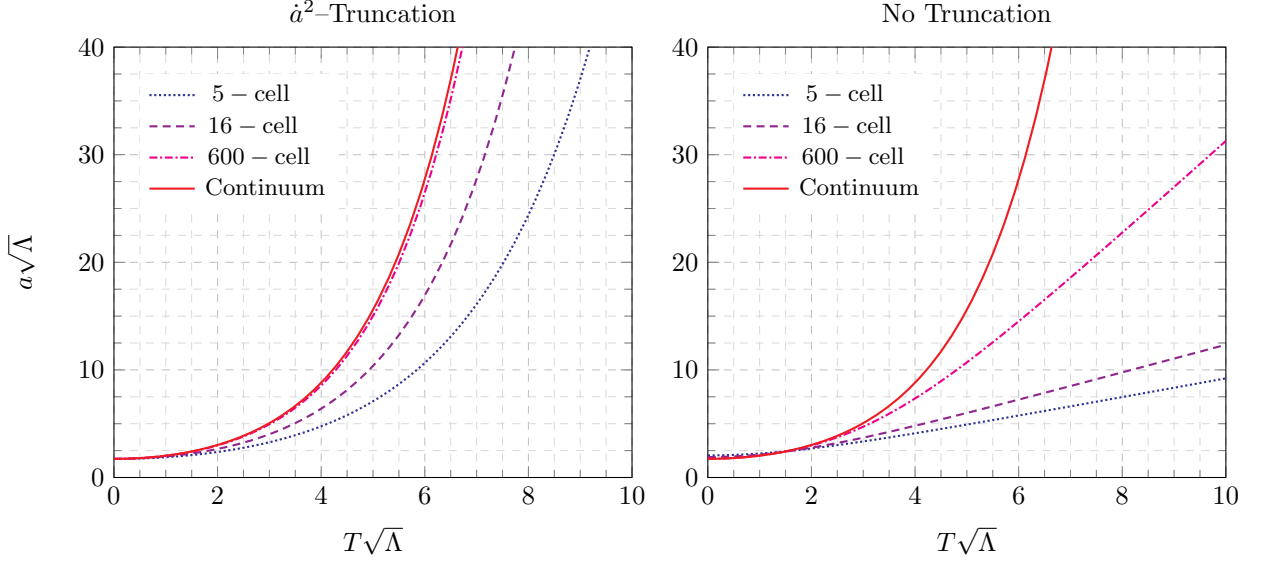 ȧ²–Truncation
40
30
20
10
0
0 2 4 6 8 10
a√Λ
T√Λ
5 – cell
16 – cell
600 – cell
Continuum
No Truncation
40
30
20
10
0
0 2 4 6 8 10
T√Λ
5 – cell
16 – cell
600 – cell
Continuum